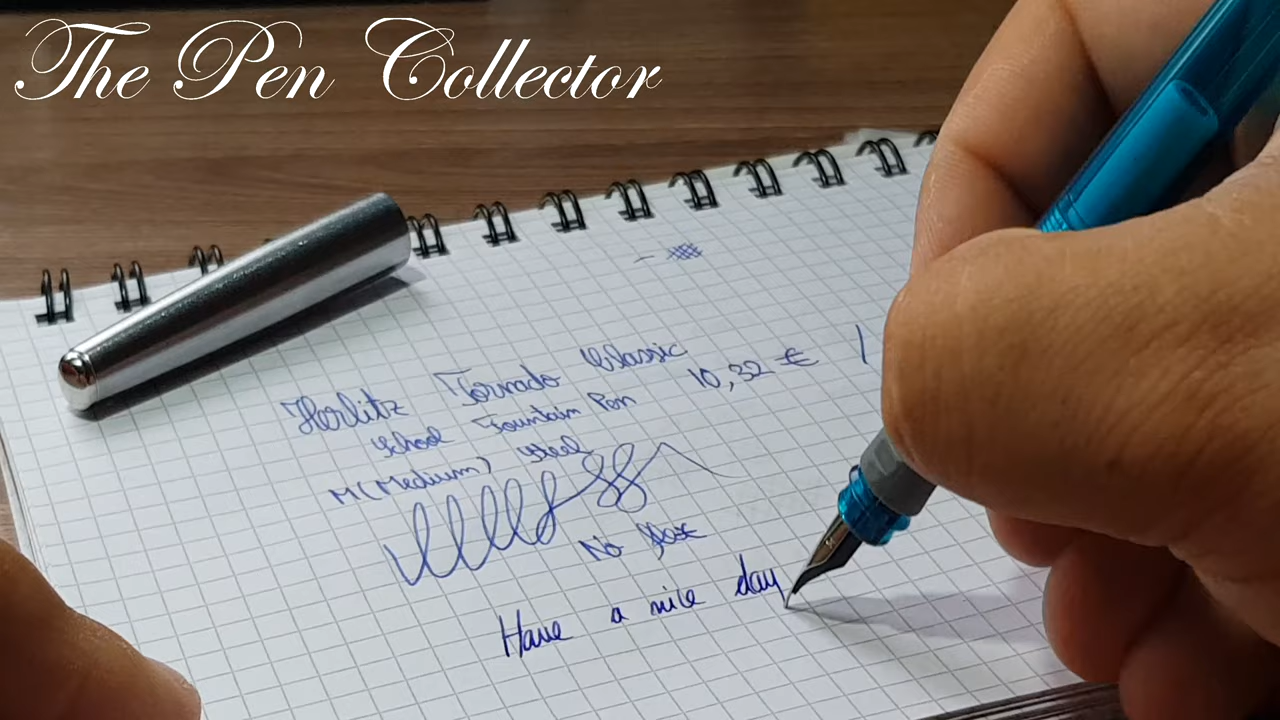 The Pen Collector
Herlitz Tornado Classic
School Fountain Pen 10,32 €
M (Medium) Steel
No flex
Have a nice day